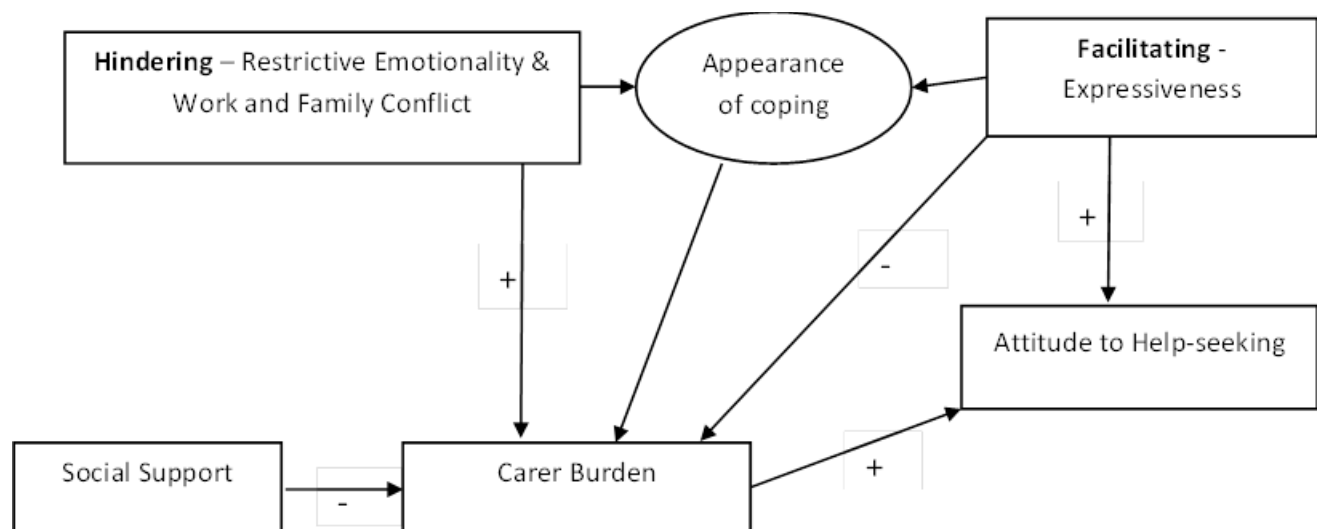 Hindering – Restrictive Emotionality &
Work and Family Conflict
Appearance
of coping
Facilitating -
Expressiveness
+
-
+
Attitude to Help-seeking
Social Support
-
Carer Burden
+